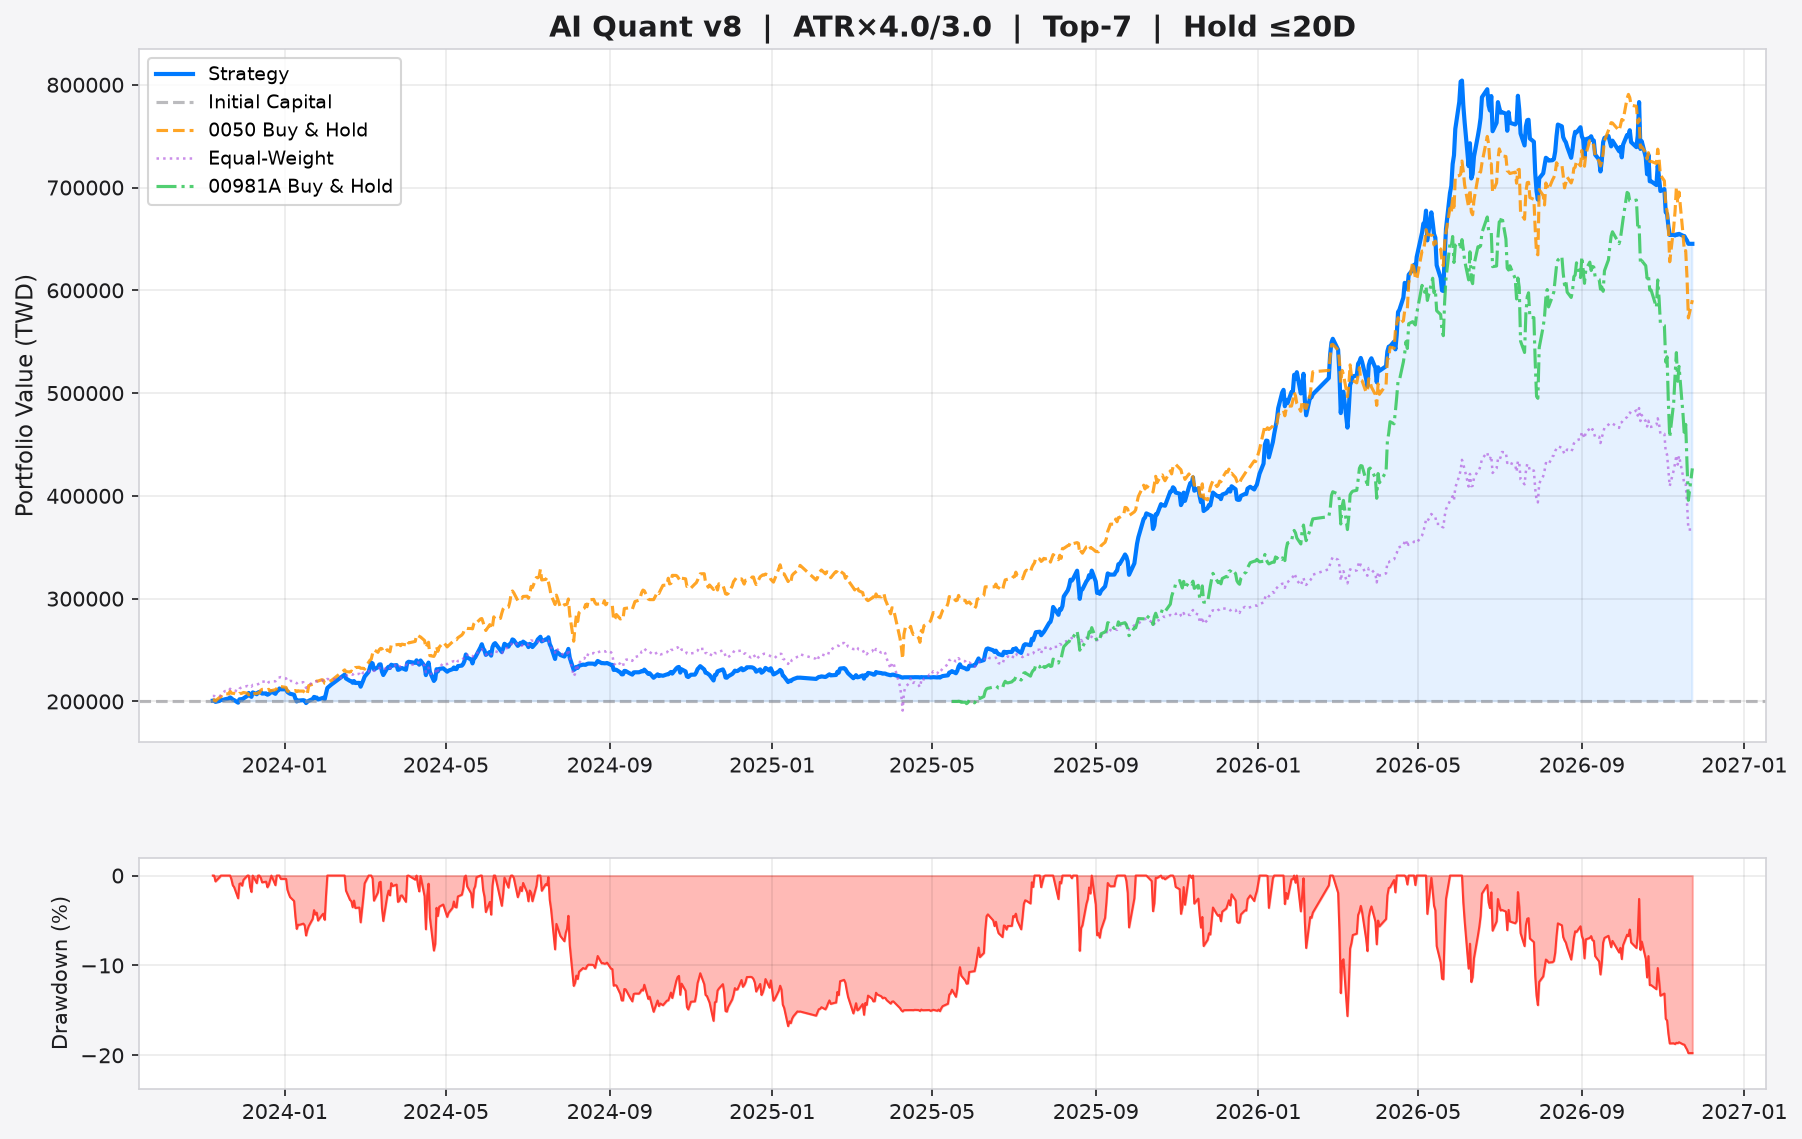 AI Quant v8  |  ATR×4.0/3.0  |  Top-7  |  Hold ≤20D
Strategy
Initial Capital
0050 Buy & Hold
Equal-Weight
00981A Buy & Hold
Portfolio Value (TWD)
800000
700000
600000
500000
400000
300000
200000
2024-01 2024-05 2024-09 2025-01 2025-05 2025-09 2026-01 2026-05 2026-09 2027-01
Drawdown (%)
0
−10
−20
2024-01 2024-05 2024-09 2025-01 2025-05 2025-09 2026-01 2026-05 2026-09 2027-01